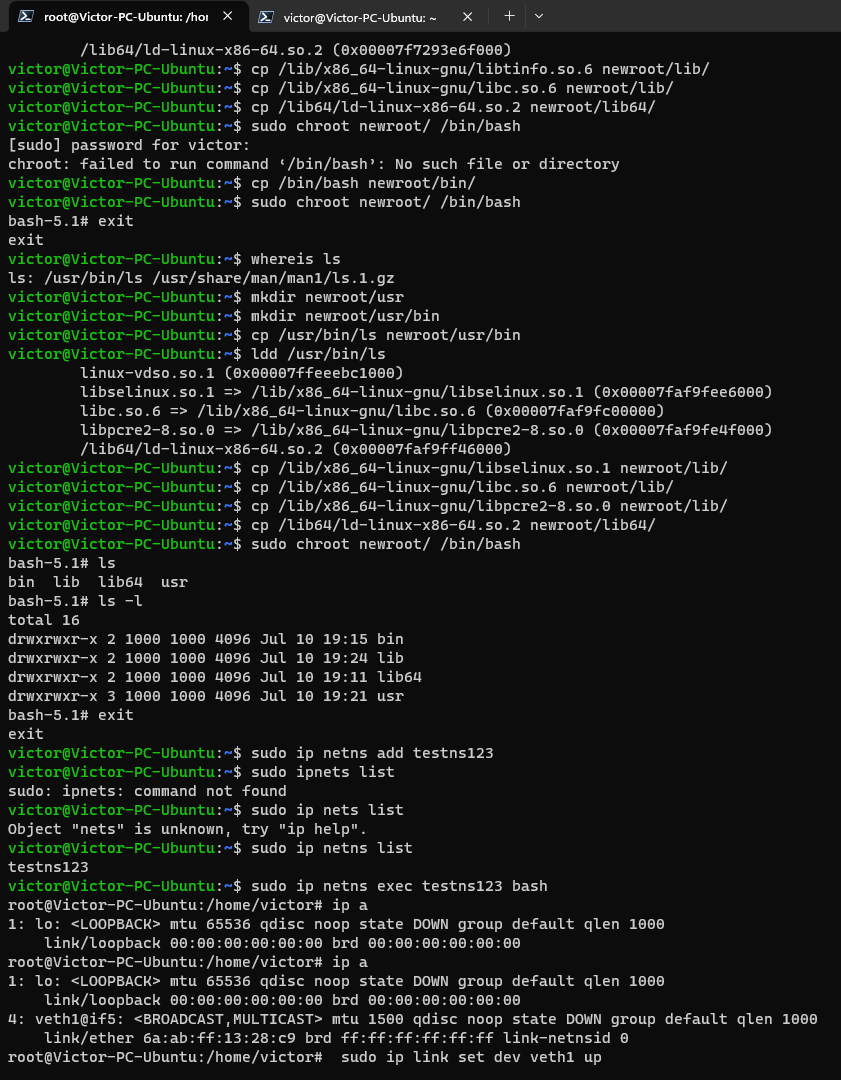 root@Victor-PC-Ubuntu: /hor
victor@Victor-PC-Ubuntu: ~
        /lib64/ld-linux-x86-64.so.2 (0x00007f7293e6f000)
victor@Victor-PC-Ubuntu:~$ cp /lib/x86_64-linux-gnu/libtinfo.so.6 newroot/lib/
victor@Victor-PC-Ubuntu:~$ cp /lib/x86_64-linux-gnu/libc.so.6 newroot/lib/
victor@Victor-PC-Ubuntu:~$ cp /lib64/ld-linux-x86-64.so.2 newroot/lib64/
victor@Victor-PC-Ubuntu:~$ sudo chroot newroot/ /bin/bash
[sudo] password for victor:
chroot: failed to run command ‘/bin/bash’: No such file or directory
victor@Victor-PC-Ubuntu:~$ cp /bin/bash newroot/bin/
victor@Victor-PC-Ubuntu:~$ sudo chroot newroot/ /bin/bash
bash-5.1# exit
exit
victor@Victor-PC-Ubuntu:~$ whereis ls
ls: /usr/bin/ls /usr/share/man/man1/ls.1.gz
victor@Victor-PC-Ubuntu:~$ mkdir newroot/usr
victor@Victor-PC-Ubuntu:~$ mkdir newroot/usr/bin
victor@Victor-PC-Ubuntu:~$ cp /usr/bin/ls newroot/usr/bin
victor@Victor-PC-Ubuntu:~$ ldd /usr/bin/ls
        linux-vdso.so.1 (0x00007ffeeebc1000)
        libselinux.so.1 => /lib/x86_64-linux-gnu/libselinux.so.1 (0x00007faf9fee6000)
        libc.so.6 => /lib/x86_64-linux-gnu/libc.so.6 (0x00007faf9fc00000)
        libpcre2-8.so.0 => /lib/x86_64-linux-gnu/libpcre2-8.so.0 (0x00007faf9fe4f000)
        /lib64/ld-linux-x86-64.so.2 (0x00007faf9ff46000)
victor@Victor-PC-Ubuntu:~$ cp /lib/x86_64-linux-gnu/libselinux.so.1 newroot/lib/
victor@Victor-PC-Ubuntu:~$ cp /lib/x86_64-linux-gnu/libc.so.6 newroot/lib/
victor@Victor-PC-Ubuntu:~$ cp /lib/x86_64-linux-gnu/libpcre2-8.so.0 newroot/lib/
victor@Victor-PC-Ubuntu:~$ cp /lib64/ld-linux-x86-64.so.2 newroot/lib64/
victor@Victor-PC-Ubuntu:~$ sudo chroot newroot/ /bin/bash
bash-5.1# ls
bin  lib  lib64  usr
bash-5.1# ls -l
total 16
drwxrwxr-x 2 1000 1000 4096 Jul 10 19:15 bin
drwxrwxr-x 2 1000 1000 4096 Jul 10 19:24 lib
drwxrwxr-x 2 1000 1000 4096 Jul 10 19:11 lib64
drwxrwxr-x 3 1000 1000 4096 Jul 10 19:21 usr
bash-5.1# exit
exit
victor@Victor-PC-Ubuntu:~$ sudo ip netns add testns123
victor@Victor-PC-Ubuntu:~$ sudo ipnets list
sudo: ipnets: command not found
victor@Victor-PC-Ubuntu:~$ sudo ip nets list
Object "nets" is unknown, try "ip help".
victor@Victor-PC-Ubuntu:~$ sudo ip netns list
testns123
victor@Victor-PC-Ubuntu:~$ sudo ip netns exec testns123 bash
root@Victor-PC-Ubuntu:/home/victor# ip a
1: lo: <LOOPBACK> mtu 65536 qdisc noop state DOWN group default qlen 1000
    link/loopback 00:00:00:00:00:00 brd 00:00:00:00:00:00
root@Victor-PC-Ubuntu:/home/victor# ip a
1: lo: <LOOPBACK> mtu 65536 qdisc noop state DOWN group default qlen 1000
    link/loopback 00:00:00:00:00:00 brd 00:00:00:00:00:00
4: veth1@if5: <BROADCAST,MULTICAST> mtu 1500 qdisc noop state DOWN group default qlen 1000
    link/ether 6a:ab:ff:13:28:c9 brd ff:ff:ff:ff:ff:ff link-netnsid 0
root@Victor-PC-Ubuntu:/home/victor#  sudo ip link set dev veth1 up